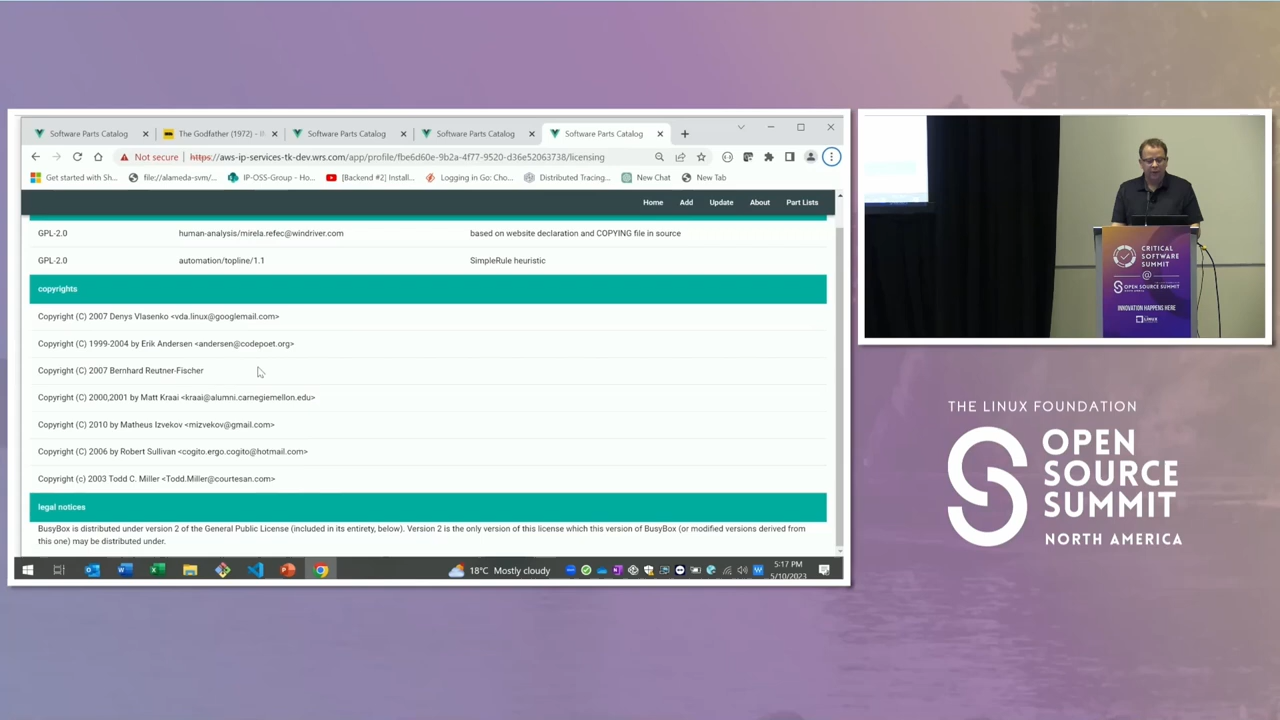 Software Parts Catalog
The Godfather (1972) - I
Software Parts Catalog
Software Parts Catalog
Software Parts Catalog
Not secure https://aws-ip-services-tk-dev.wrs.com/app/profile/fbe6d60e-9b2a-4f77-9520-d36e52063738/licensing
Get started with Sh... file://alameda-svm/... IP-OSS-Group - Ho... [Backend #2] Install... Logging in Go: Cho... Distributed Tracing... New Chat New Tab
Home Add Update About Part Lists
GPL-2.0 human-analysis/mirela.refec@windriver.com based on website declaration and COPYING file in source
GPL-2.0 automation/topline/1.1 SimpleRule heuristic
copyrights
Copyright (C) 2007 Denys Vlasenko <vda.linux@googlemail.com>
Copyright (C) 1999-2004 by Erik Andersen <andersen@codepoet.org>
Copyright (C) 2007 Bernhard Reutner-Fischer
Copyright (C) 2000,2001 by Matt Kraai <kraai@alumni.carnegiemellon.edu>
Copyright (C) 2010 by Matheus Izvekov <mizvekov@gmail.com>
Copyright (C) 2006 by Robert Sullivan <cogito.ergo.cogito@hotmail.com>
Copyright (c) 2003 Todd C. Miller <Todd.Miller@courtesan.com>
legal notices
BusyBox is distributed under version 2 of the General Public License (included in its entirety, below). Version 2 is the only version of this license which this version of BusyBox (or modified versions derived from
this one) may be distributed under.
18°C Mostly cloudy
5:17 PM
5/10/2023
CRITICAL
SOFTWARE
SUMMIT
@
OPEN SOURCE SUMMIT
NORTH AMERICA
INNOVATION HAPPENS HERE
LINUX
THE LINUX FOUNDATION
OPEN
SOURCE
SUMMIT
NORTH AMERICA